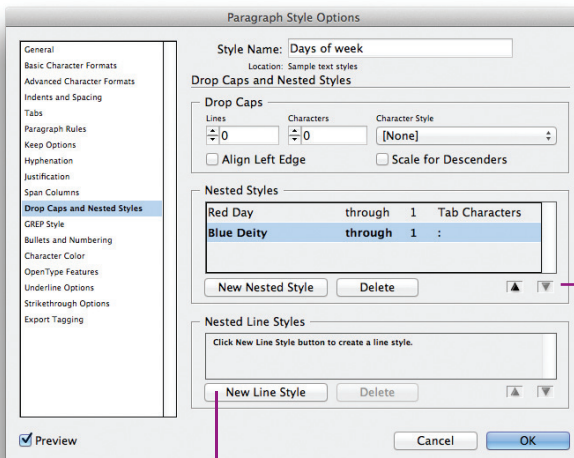 Paragraph Style Options
General
Basic Character Formats
Advanced Character Formats
Indents and Spacing
Tabs
Paragraph Rules
Keep Options
Hyphenation
Justification
Span Columns
Drop Caps and Nested Styles
GREP Style
Bullets and Numbering
Character Color
OpenType Features
Underline Options
Strikethrough Options
Export Tagging
Style Name: Days of week
Location: Sample text styles
Drop Caps and Nested Styles
Drop Caps
Lines Characters Character Style
0 0 [None]
Align Left Edge Scale for Descenders
Nested Styles
Red Day through 1 Tab Characters
Blue Deity through 1 :
New Nested Style Delete
Nested Line Styles
Click New Line Style button to create a line style.
New Line Style Delete
Preview Cancel OK